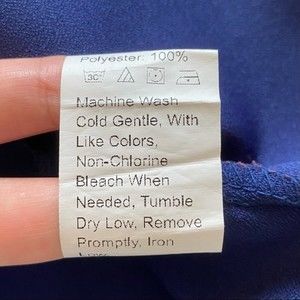 Polyester: 100%
30°
Machine Wash
Cold Gentle, With
Like Colors,
Non-Chlorine
Bleach When
Needed, Tumble
Dry Low, Remove
Promptly, Iron